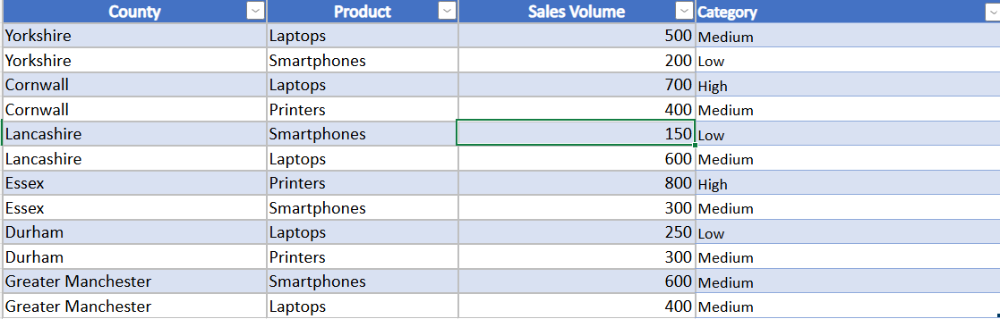 County Product Sales Volume Category
Yorkshire Laptops 500 Medium
Yorkshire Smartphones 200 Low
Cornwall Laptops 700 High
Cornwall Printers 400 Medium
Lancashire Smartphones 150 Low
Lancashire Laptops 600 Medium
Essex Printers 800 High
Essex Smartphones 300 Medium
Durham Laptops 250 Low
Durham Printers 300 Medium
Greater Manchester Smartphones 600 Medium
Greater Manchester Laptops 400 Medium